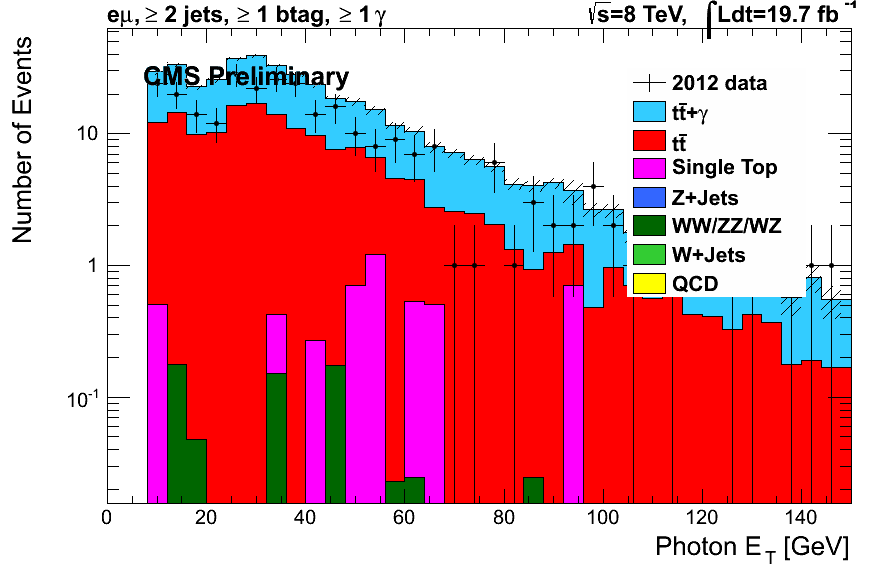 eμ, ≥ 2 jets, ≥ 1 btag, ≥ 1 γ √s=8 TeV, ∫Ldt=19.7 fb⁻¹
CMS Preliminary
2012 data
tt̄+γ
tt̄
Single Top
Z+Jets
WW/ZZ/WZ
W+Jets
QCD
Number of Events
10
1
10⁻¹
0 20 40 60 80 100 120 140
Photon E_T [GeV]